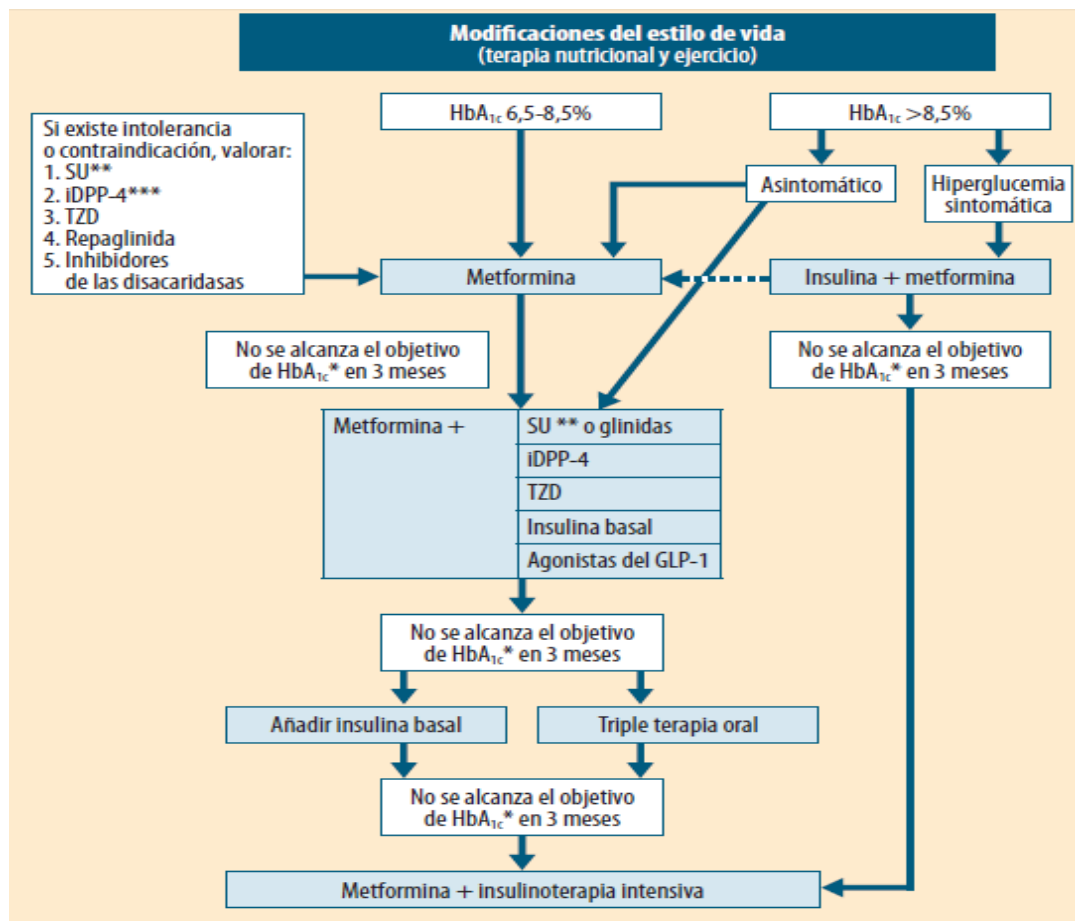 Modificaciones del estilo de vida
(terapia nutricional y ejercicio)
HbA1c 6,5-8,5%
HbA1c >8,5%
Si existe intolerancia
o contraindicación, valorar:
1. SU**
2. iDPP-4***
3. TZD
4. Repaglinida
5. Inhibidores
de las disacaridasas
Asintomático
Hiperglucemia
sintomática
Metformina
Insulina + metformina
No se alcanza el objetivo
de HbA1c* en 3 meses
No se alcanza el objetivo
de HbA1c* en 3 meses
Metformina +
SU ** o glinidas
iDPP-4
TZD
Insulina basal
Agonistas del GLP-1
No se alcanza el objetivo
de HbA1c* en 3 meses
Añadir insulina basal
Triple terapia oral
No se alcanza el objetivo
de HbA1c* en 3 meses
Metformina + insulinoterapia intensiva